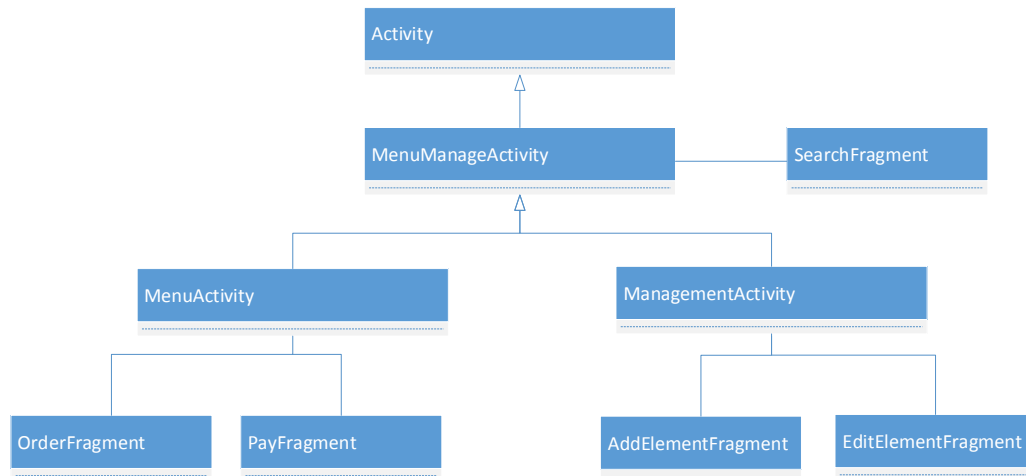 Activity
MenuManageActivity
SearchFragment
MenuActivity
ManagementActivity
OrderFragment
PayFragment
AddElementFragment
EditElementFragment